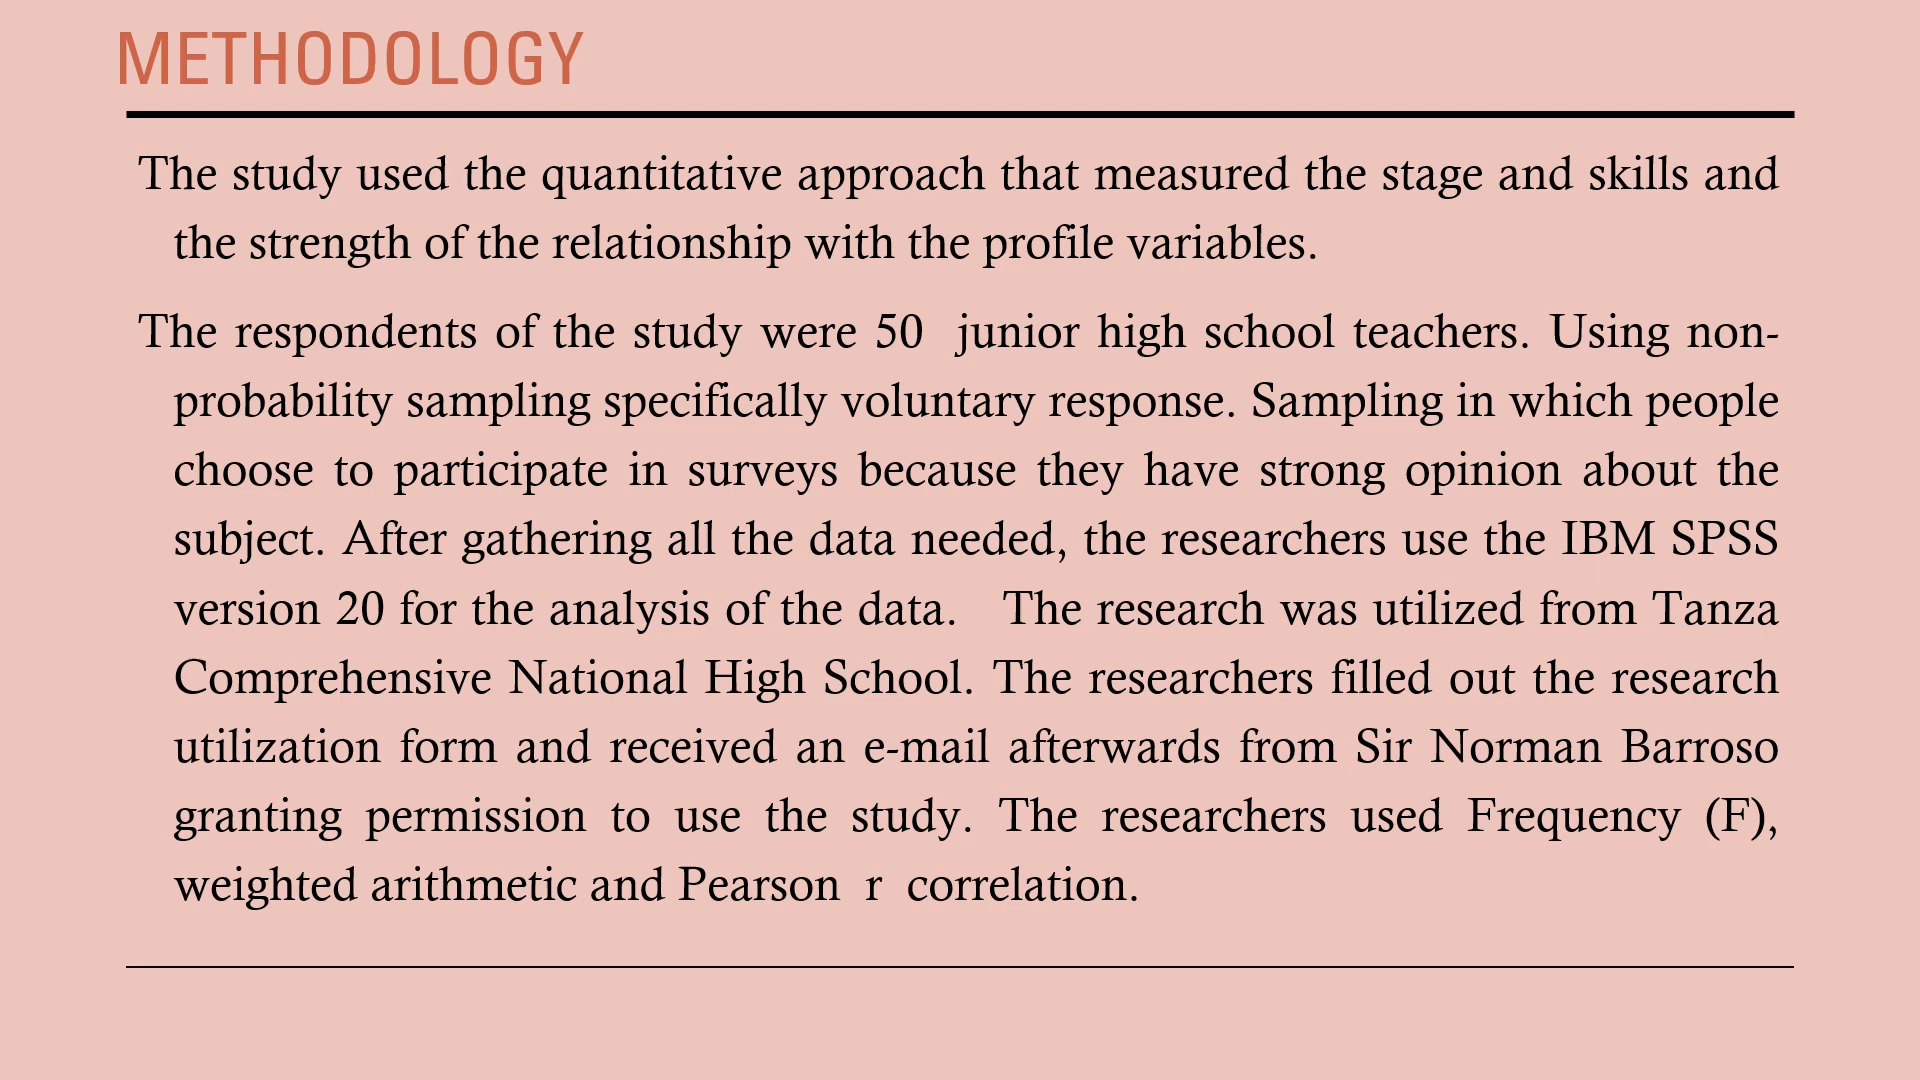 METHODOLOGY
The study used the quantitative approach that measured the stage and skills and
the strength of the relationship with the profile variables.
The respondents of the study were 50 junior high school teachers. Using non-
probability sampling specifically voluntary response. Sampling in which people
choose to participate in surveys because they have strong opinion about the
subject. After gathering all the data needed, the researchers use the IBM SPSS
version 20 for the analysis of the data. The research was utilized from Tanza
Comprehensive National High School. The researchers filled out the research
utilization form and received an e-mail afterwards from Sir Norman Barroso
granting permission to use the study. The researchers used Frequency (F),
weighted arithmetic and Pearson r correlation.